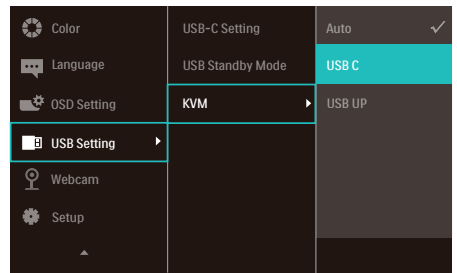 Color
Language
OSD Setting
USB Setting
Webcam
Setup
USB-C Setting
USB Standby Mode
KVM
Auto
USB C
USB UP